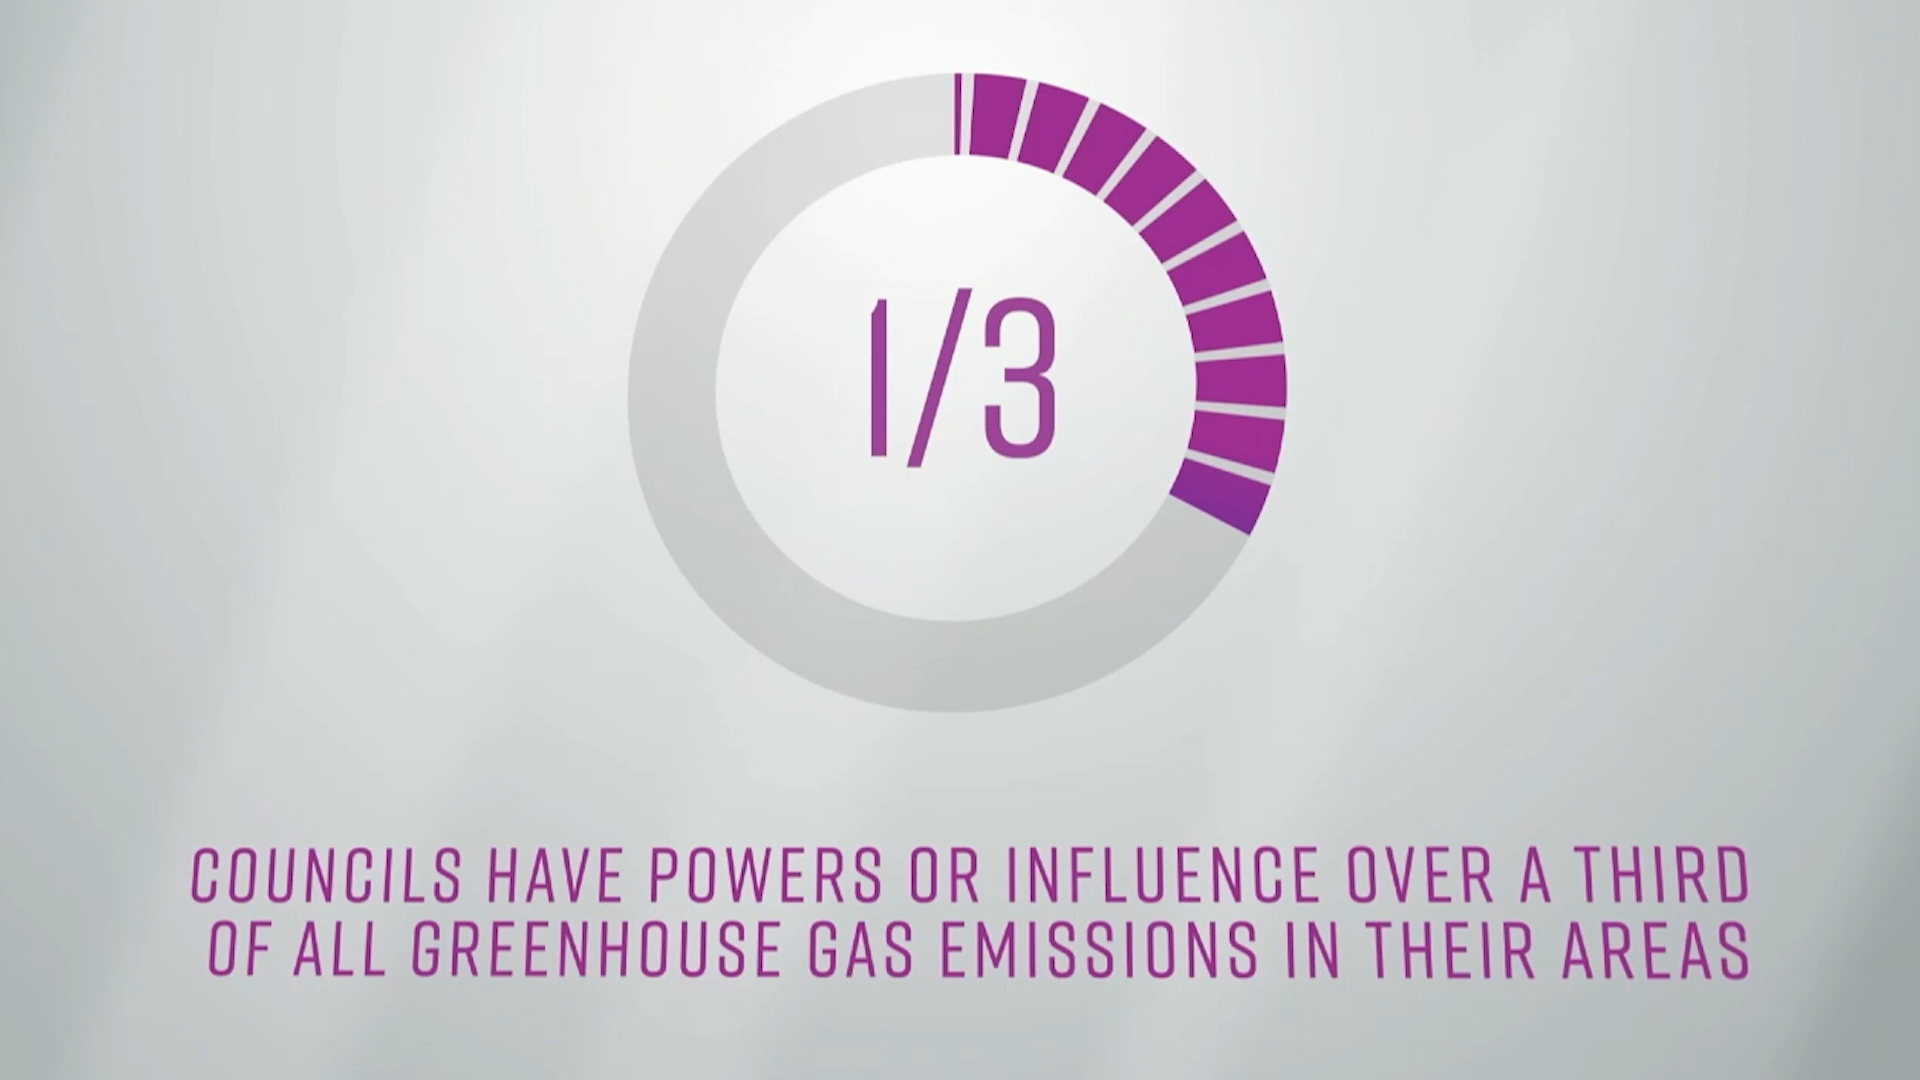 1/3
COUNCILS HAVE POWERS OR INFLUENCE OVER A THIRD
OF ALL GREENHOUSE GAS EMISSIONS IN THEIR AREAS